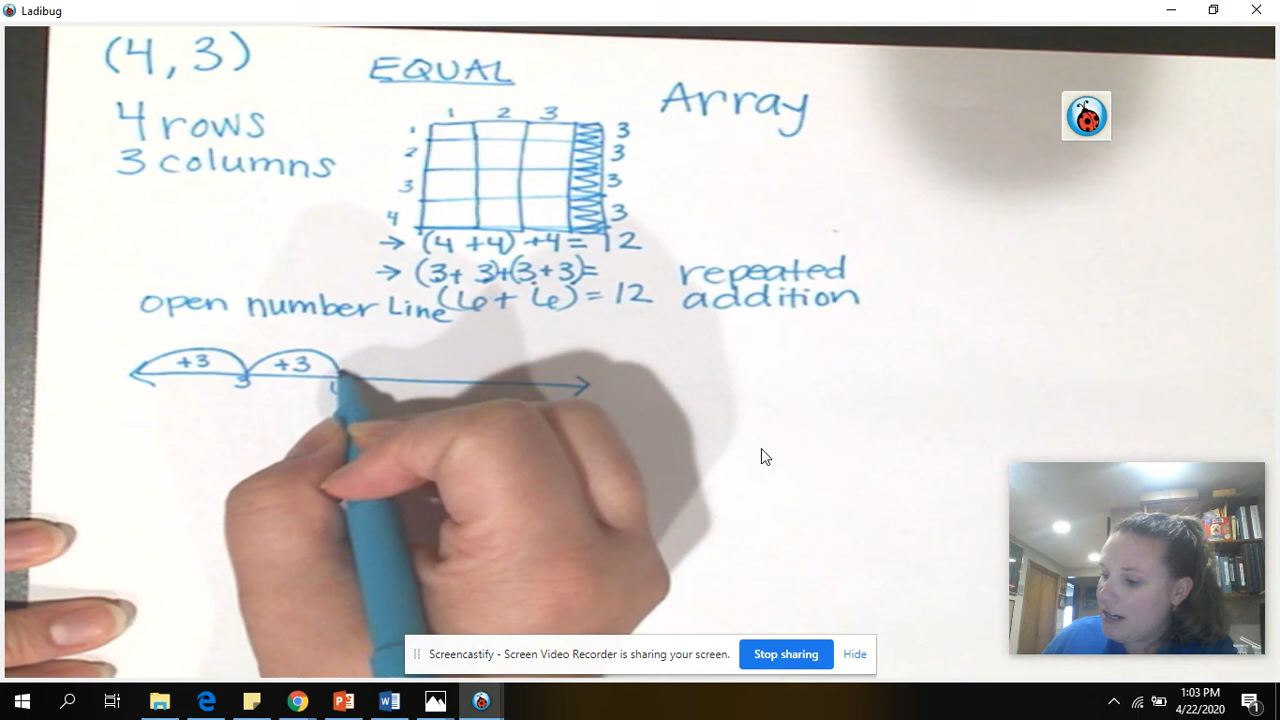 Ladibug
(4, 3)
EQUAL
Array
4 rows
3 columns
1 2 3
1 3
2 3
3 3
4 3
→ (4 + 4) + 4 = 12
→ (3 + 3) + (3 + 3) =
(6 + 6) = 12
repeated
addition
open number Line
+3 +3
3
Screencastify - Screen Video Recorder is sharing your screen.
Stop sharing
Hide
1:03 PM
4/22/2020
1